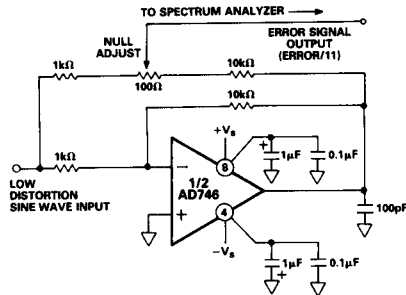 TO SPECTRUM ANALYZER
ERROR SIGNAL
OUTPUT
(ERROR/11)
NULL
ADJUST
1kΩ
100Ω
10kΩ
10kΩ
1kΩ
+Vs
8
1µF
0.1µF
1/2
AD746
LOW
DISTORTION
SINE WAVE INPUT
−
+
4
−Vs
+
1µF
0.1µF
+
100pF